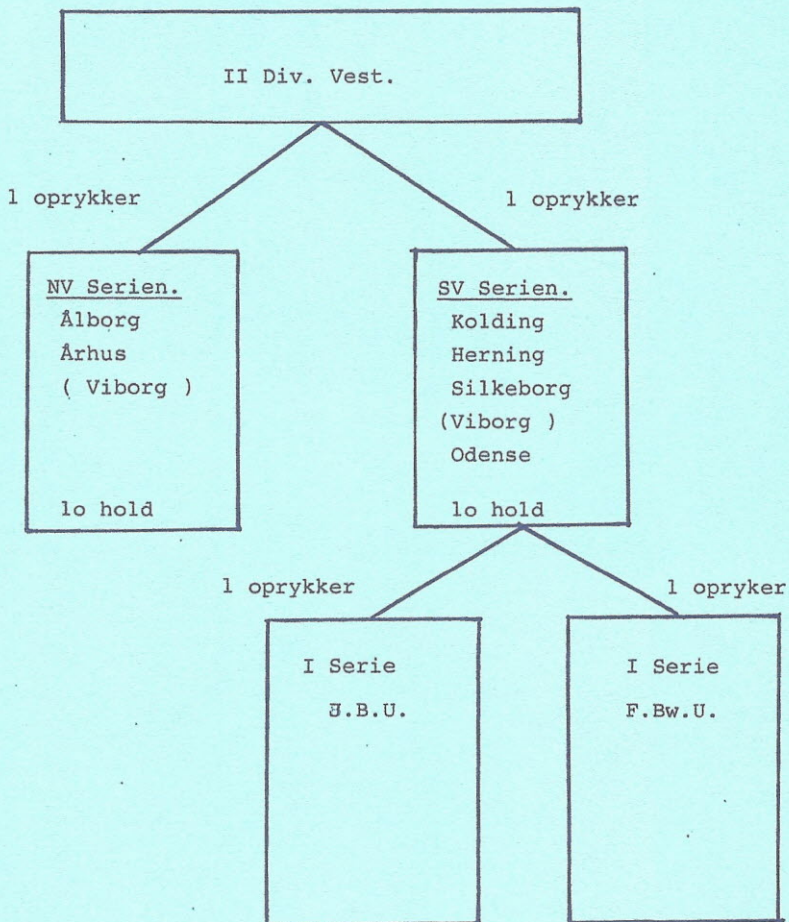 II Div. Vest.
1 oprykker
1 oprykker
NV Serien.
Ålborg
Århus
( Viborg )
lo hold
SV Serien.
Kolding
Herning
Silkeborg
(Viborg )
Odense
lo hold
1 oprykker
1 opryker
I Serie
J.B.U.
I Serie
F.Bw.U.